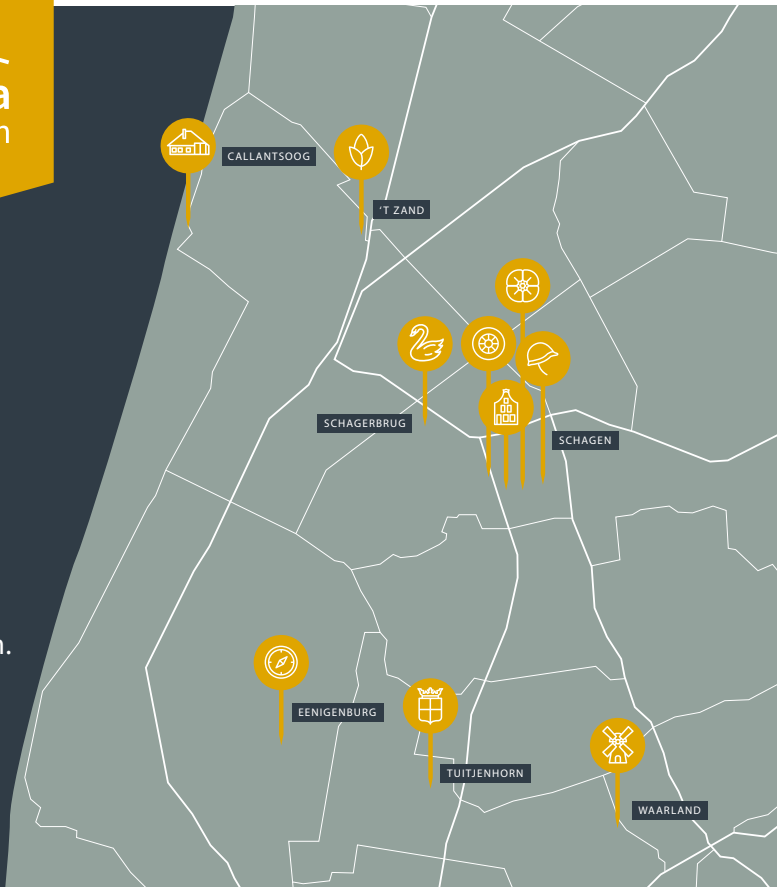 a
n
CALLANTSOOG
'T ZAND
SCHAGERBRUG
SCHAGEN
n.
EENIGENBURG
TUITJENHORN
WAARLAND